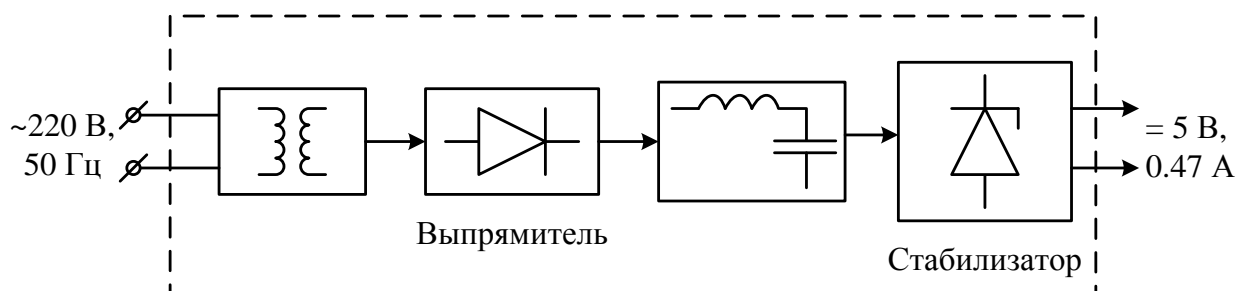 ~220 В,
50 Гц
Выпрямитель
Стабилизатор
= 5 В,
0.47 А